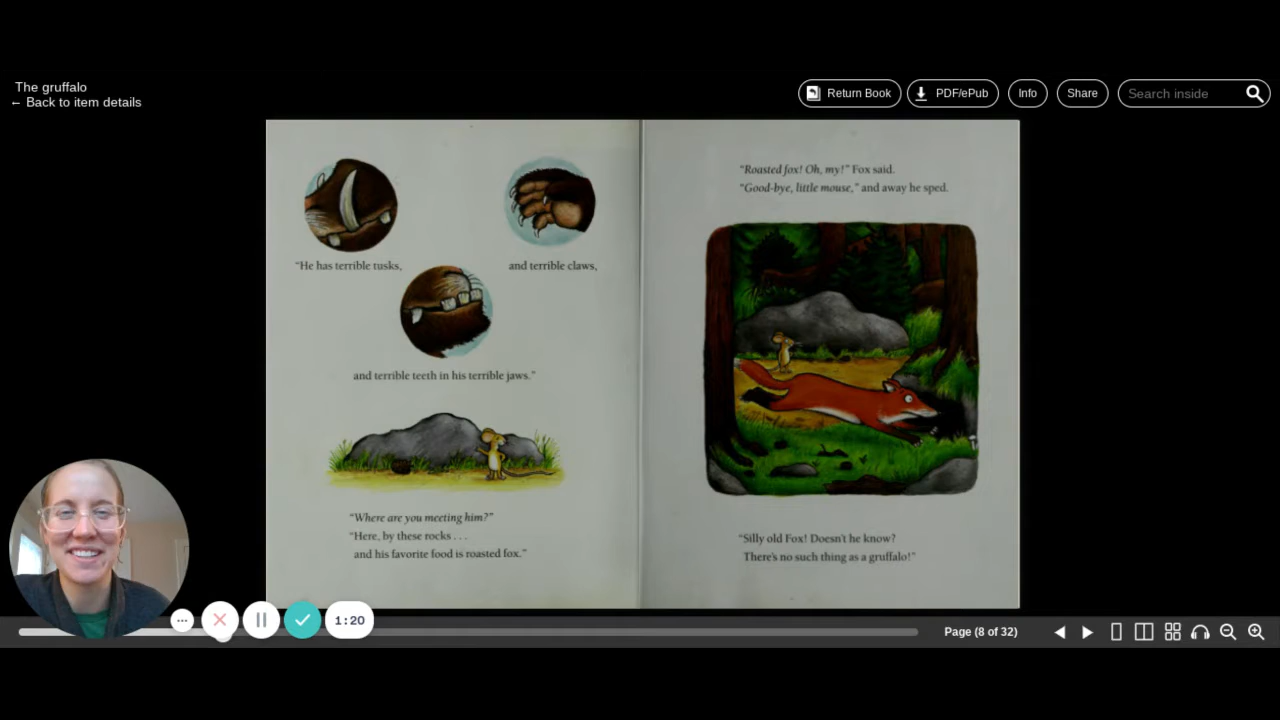 The gruffalo
← Back to item details
Return Book
PDF/ePub
Info
Share
Search inside
“He has terrible tusks,
and terrible claws,
and terrible teeth in his terrible jaws.”
“Where are you meeting him?”
“Here, by these rocks . . .
and his favorite food is roasted fox.”
“Roasted fox! Oh, my!” Fox said.
“Good-bye, little mouse,” and away he sped.
“Silly old Fox! Doesn't he know?
There's no such thing as a gruffalo!”
1:20
Page (8 of 32)